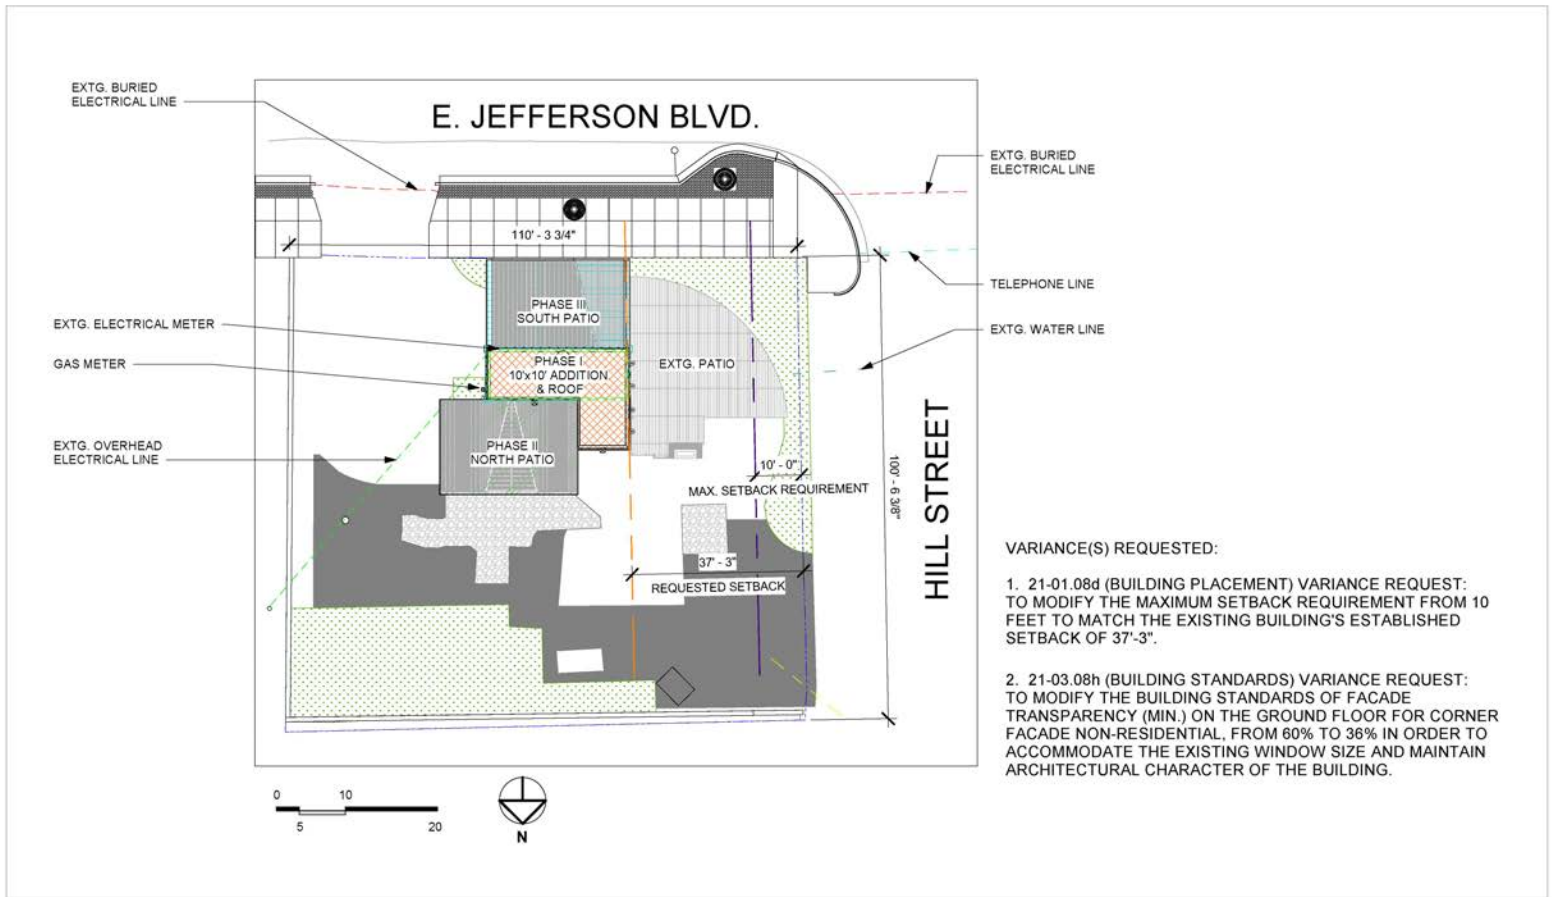 EXTG. BURIED
ELECTRICAL LINE
E. JEFFERSON BLVD.
EXTG. BURIED
ELECTRICAL LINE
110' - 3 3/4"
TELEPHONE LINE
PHASE III
SOUTH PATIO
EXTG. ELECTRICAL METER
EXTG. WATER LINE
GAS METER
PHASE I
10'x10' ADDITION
& ROOF
EXTG. PATIO
EXTG. OVERHEAD
ELECTRICAL LINE
PHASE II
NORTH PATIO
10' - 0"
MAX. SETBACK REQUIREMENT
100' - 6 3/8"
HILL STREET
37' - 3"
REQUESTED SETBACK
VARIANCE(S) REQUESTED:
1. 21-01.08d (BUILDING PLACEMENT) VARIANCE REQUEST:
TO MODIFY THE MAXIMUM SETBACK REQUIREMENT FROM 10
FEET TO MATCH THE EXISTING BUILDING'S ESTABLISHED
SETBACK OF 37'-3".
2. 21-03.08h (BUILDING STANDARDS) VARIANCE REQUEST:
TO MODIFY THE BUILDING STANDARDS OF FACADE
TRANSPARENCY (MIN.) ON THE GROUND FLOOR FOR CORNER
FACADE NON-RESIDENTIAL, FROM 60% TO 36% IN ORDER TO
ACCOMMODATE THE EXISTING WINDOW SIZE AND MAINTAIN
ARCHITECTURAL CHARACTER OF THE BUILDING.
0 10
5 20
N